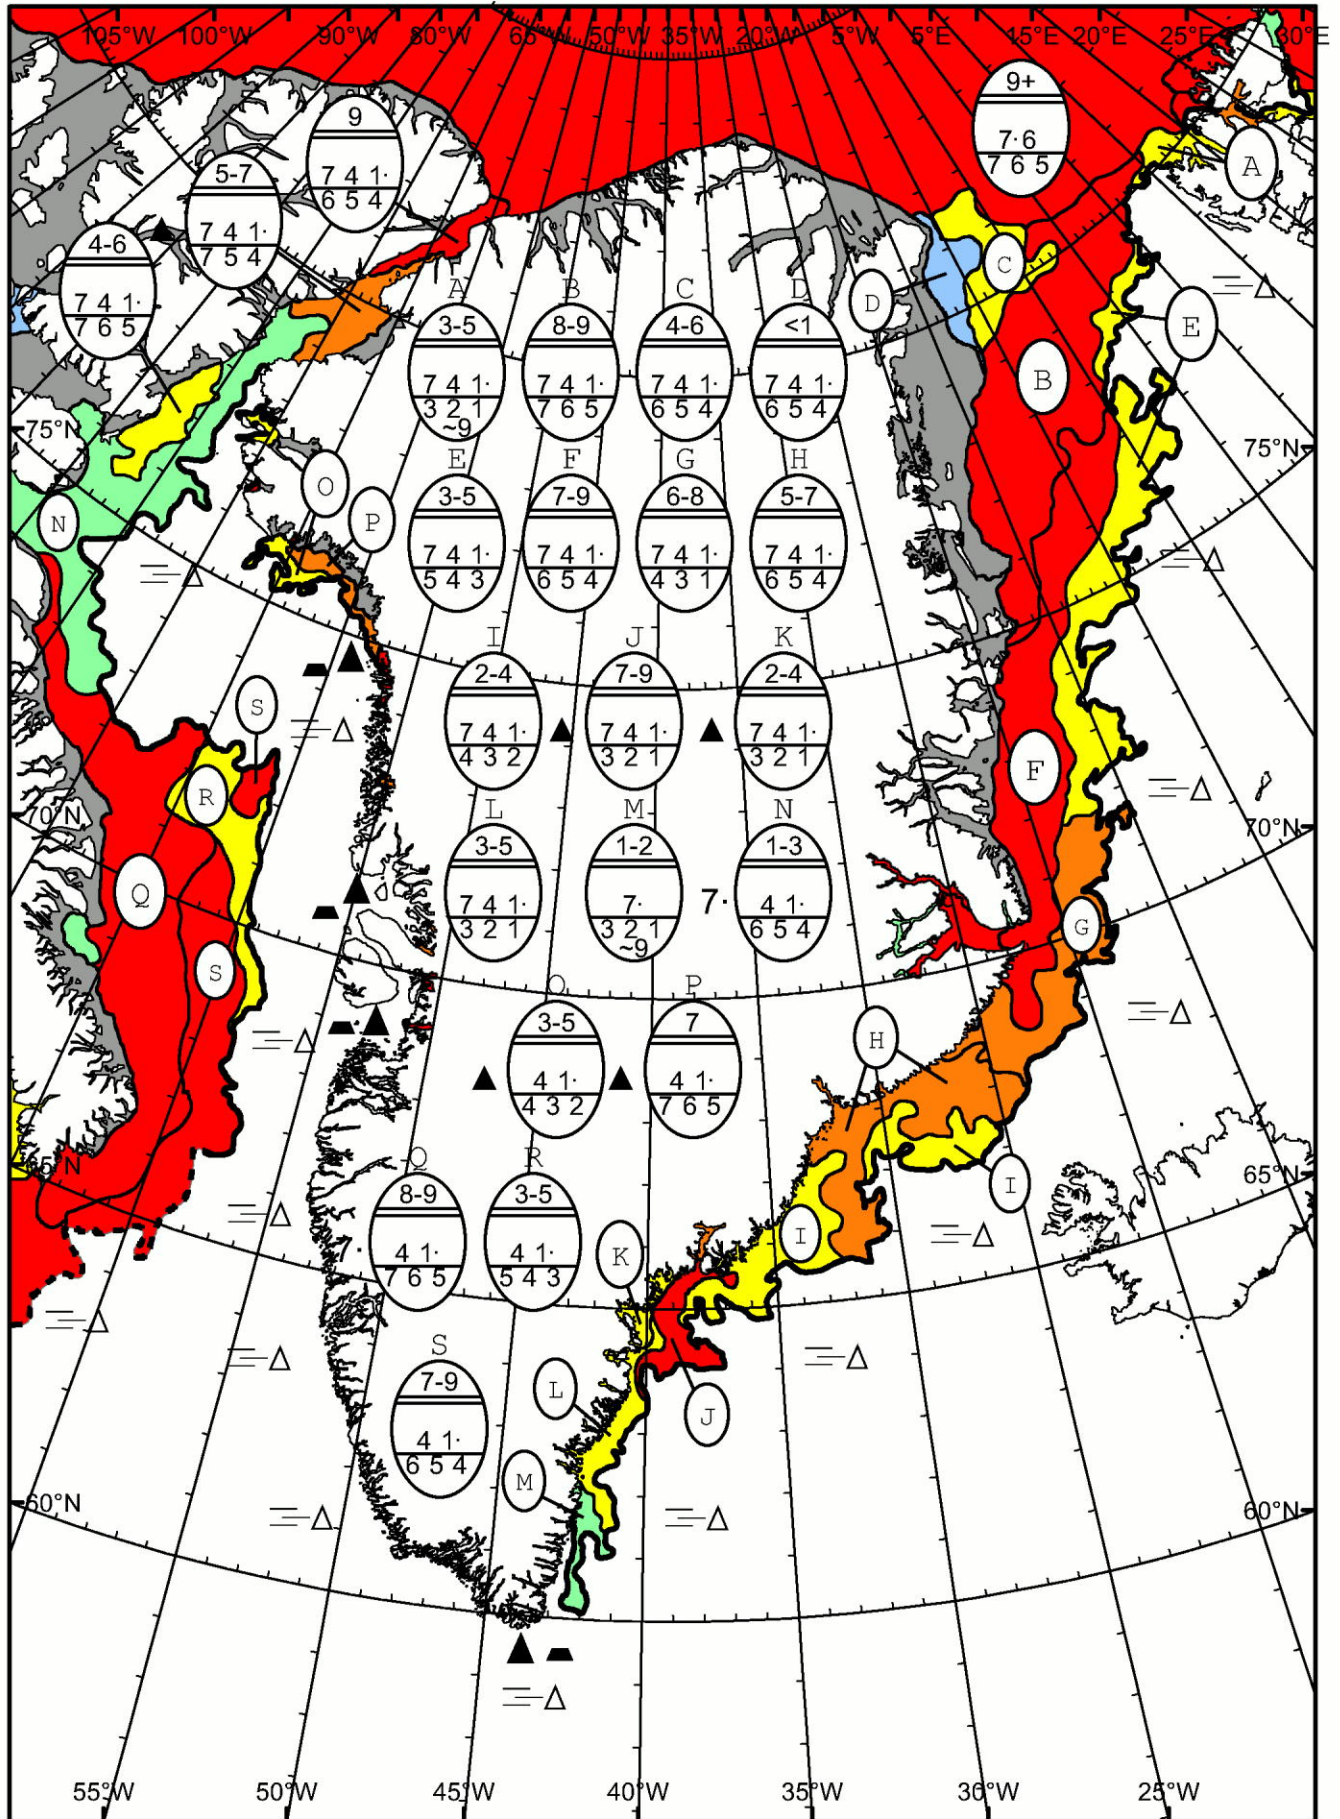 105°W 100°W 90°W 80°W 65°W 50°W 35°W 20°W 5°W 5°E 15°E 20°E 25°E 30°E
9+
7· 6
7 6 5
A
9
7 4 1·
6 5 4
5-7
7 4 1·
7 5 4
4-6
7 4 1·
7 6 5
D
C
E
B
A B C D
3-5 8-9 4-6 <1
7 4 1· 7 4 1· 7 4 1· 7 4 1·
3 2 1 7 6 5 6 5 4 6 5 4
~9
75°N 75°N
E F G H
3-5 7-9 6-8 5-7
7 4 1· 7 4 1· 7 4 1· 7 4 1·
5 4 3 6 5 4 4 3 1 6 5 4
O
P
N
I J K
2-4 7-9 2-4
7 4 1· 7 4 1· 7 4 1·
4 3 2 3 2 1 3 2 1
S
F
R
70°N 70°N
L M N
3-5 1-2 1-3
7 4 1· 7· 7· 4 1·
3 2 1 3 2 1 6 5 4
~9
Q
G
S
O P
3-5 7
4 1· 4 1·
4 3 2 7 6 5
H
65°N 65°N
Q R
8-9 3-5
4 1· 4 1·
7 6 5 5 4 3
I
I
K
S
7-9
4 1·
6 5 4
L
J
M
60°N 60°N
55°W 50°W 45°W 40°W 35°W 30°W 25°W